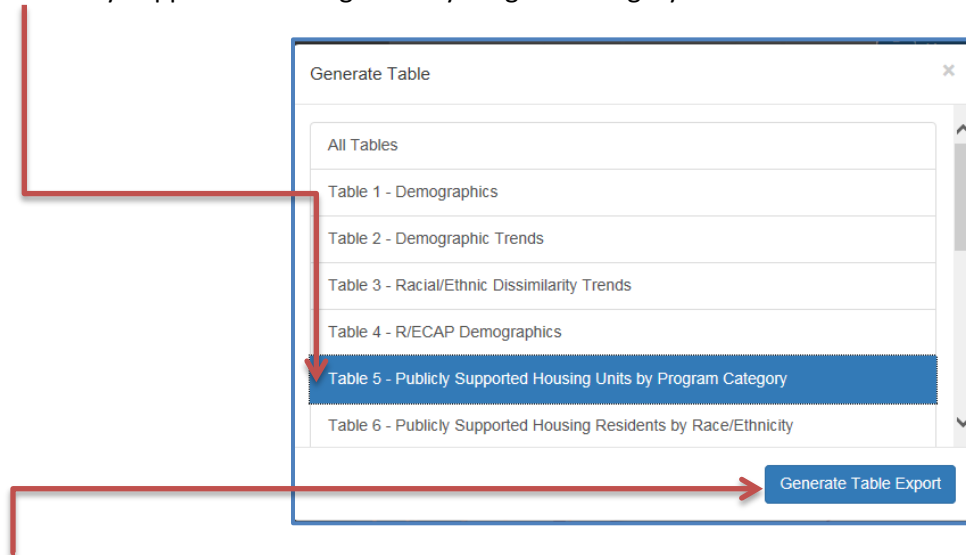 Generate Table ×
All Tables
Table 1 - Demographics
Table 2 - Demographic Trends
Table 3 - Racial/Ethnic Dissimilarity Trends
Table 4 - R/ECAP Demographics
Table 5 - Publicly Supported Housing Units by Program Category
Table 6 - Publicly Supported Housing Residents by Race/Ethnicity
Generate Table Export